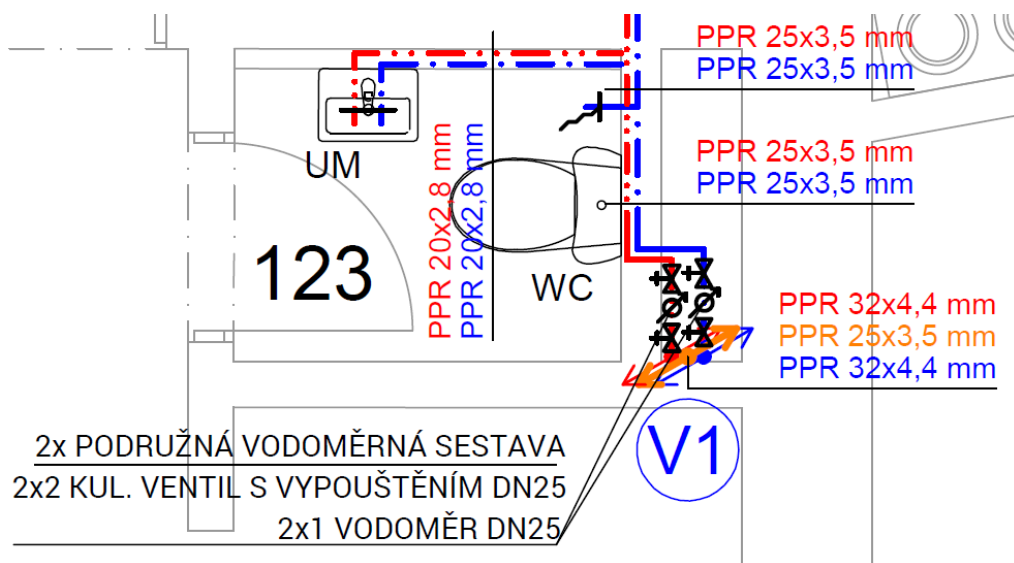 PPR 25x3,5 mm
PPR 25x3,5 mm
UM
PPR 20x2,8 mm
PPR 20x2,8 mm
PPR 25x3,5 mm
PPR 25x3,5 mm
123
WC
PPR 32x4,4 mm
PPR 25x3,5 mm
PPR 32x4,4 mm
V1
2x PODRUŽNÁ VODOMĚRNÁ SESTAVA
2x2 KUL. VENTIL S VYPOUŠTĚNÍM DN25
2x1 VODOMĚR DN25